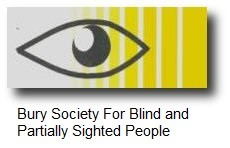 Bury Society For Blind and
Partially Sighted People